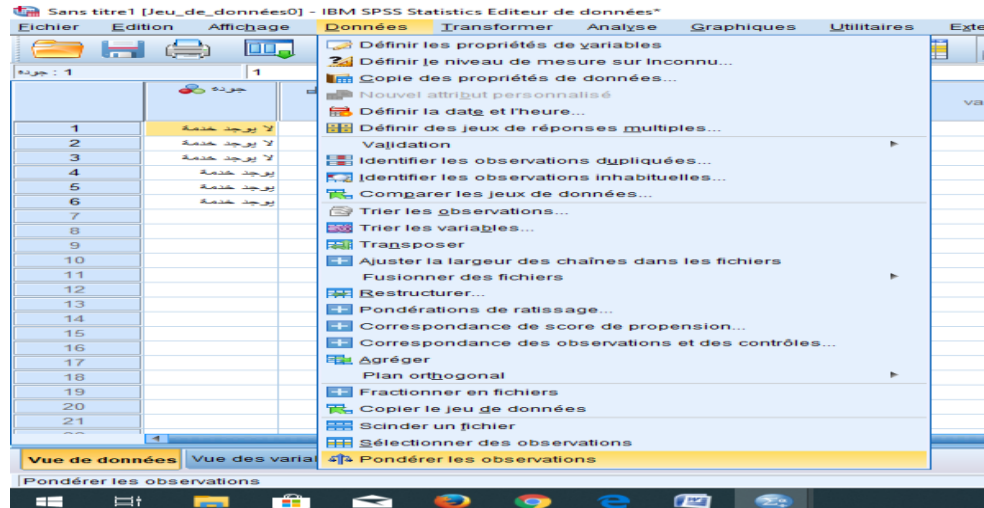 Sans titre1 [Jeu_de_données0] - IBM SPSS Statistics Editeur de données*
Fichier Edition Affichage Données Transformer Analyse Graphiques Utilitaires Exte
1 : جودة 1
جودة va
Définir les propriétés de variables
Définir le niveau de mesure sur Inconnu...
Copie des propriétés de données...
Nouvel attribut personnalisé
Définir la date et l'heure...
Définir des jeux de réponses multiples...
Validation
Identifier les observations dupliquées...
Identifier les observations inhabituelles...
Comparer les jeux de données...
Trier les observations...
Trier les variables...
Transposer
Ajuster la largeur des chaînes dans les fichiers
Fusionner des fichiers
Restructurer...
Pondérations de ratissage...
Correspondance de score de propension...
Correspondance des observations et des contrôles...
Agréger
Plan orthogonal
Fractionner en fichiers
Copier le jeu de données
Scinder un fichier
Sélectionner des observations
Pondérer les observations
1 لا يوجد خدمة
2 لا يوجد خدمة
3 لا يوجد خدمة
4 يوجد خدمة
5 يوجد خدمة
6 يوجد خدمة
7
8
9
10
11
12
13
14
15
16
17
18
19
20
21
Vue de données Vue des varial
Pondérer les observations